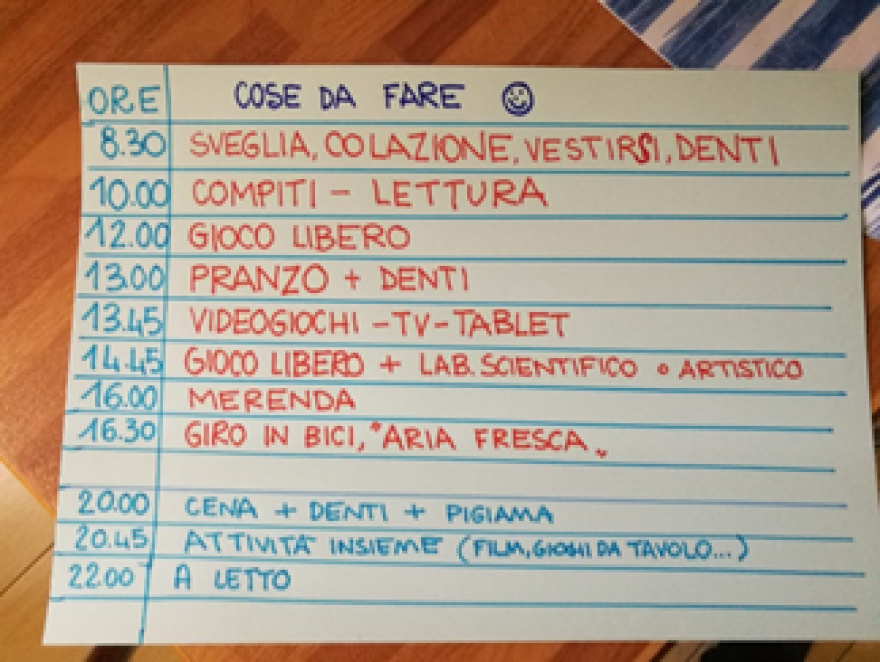 ORE COSE DA FARE ☺
8.30 SVEGLIA, COLAZIONE, VESTIRSI, DENTI
10.00 COMPITI - LETTURA
12.00 GIOCO LIBERO
13.00 PRANZO + DENTI
13.45 VIDEOGIOCHI - TV - TABLET
14.45 GIOCO LIBERO + LAB. SCIENTIFICO o ARTISTICO
16.00 MERENDA
16.30 GIRO IN BICI, "ARIA FRESCA"
20.00 CENA + DENTI + PIGIAMA
20.45 ATTIVITÀ INSIEME (FILM, GIOCHI DA TAVOLO...)
22.00 A LETTO